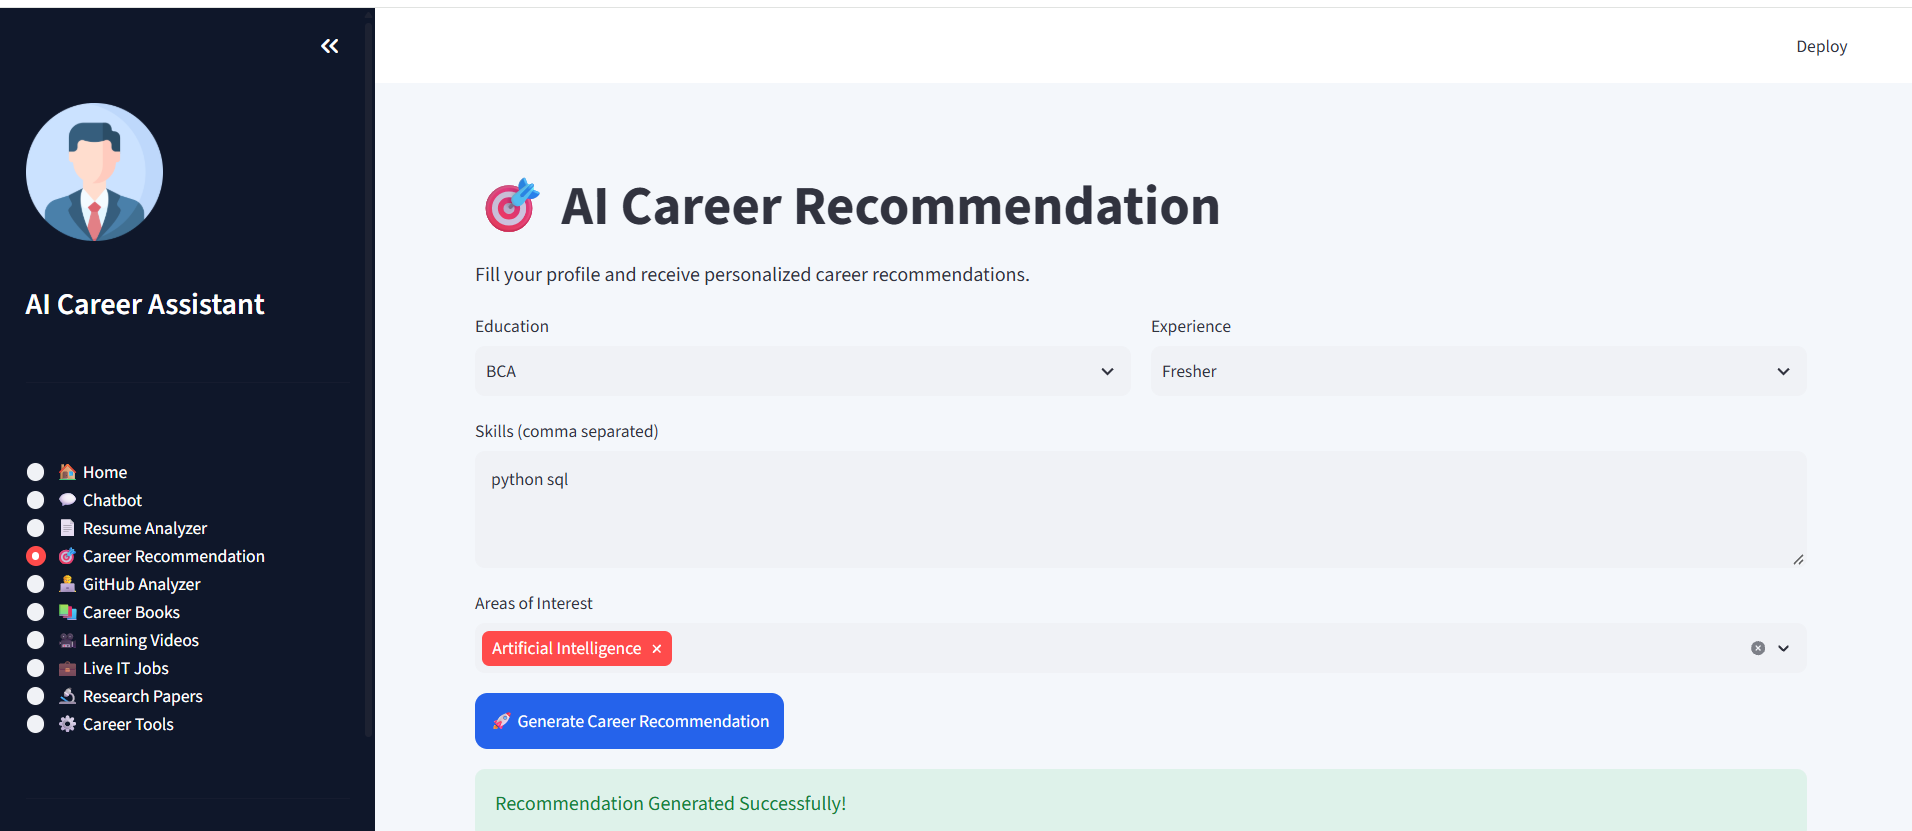 Deploy
AI Career Assistant
Home
Chatbot
Resume Analyzer
Career Recommendation
GitHub Analyzer
Career Books
Learning Videos
Live IT Jobs
Research Papers
Career Tools
AI Career Recommendation
Fill your profile and receive personalized career recommendations.
Education
BCA
Experience
Fresher
Skills (comma separated)
python sql
Areas of Interest
Artificial Intelligence
Generate Career Recommendation
Recommendation Generated Successfully!